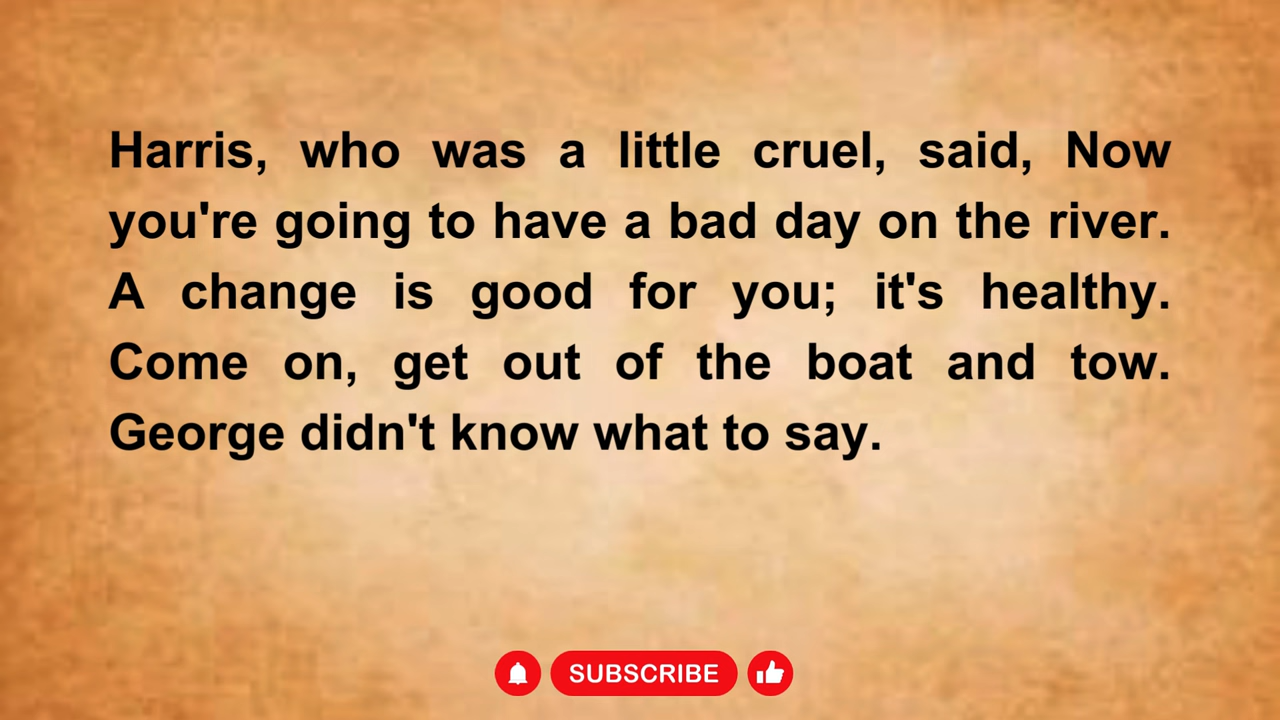 Harris, who was a little cruel, said, Now
you're going to have a bad day on the river.
A change is good for you; it's healthy.
Come on, get out of the boat and tow.
George didn't know what to say.
SUBSCRIBE